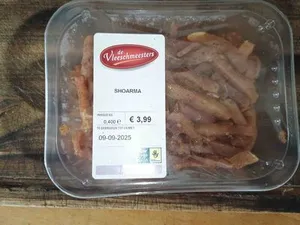 de
Vleeschmeesters
SHOARMA
0,400 e
€ 3,99
09-09-2025